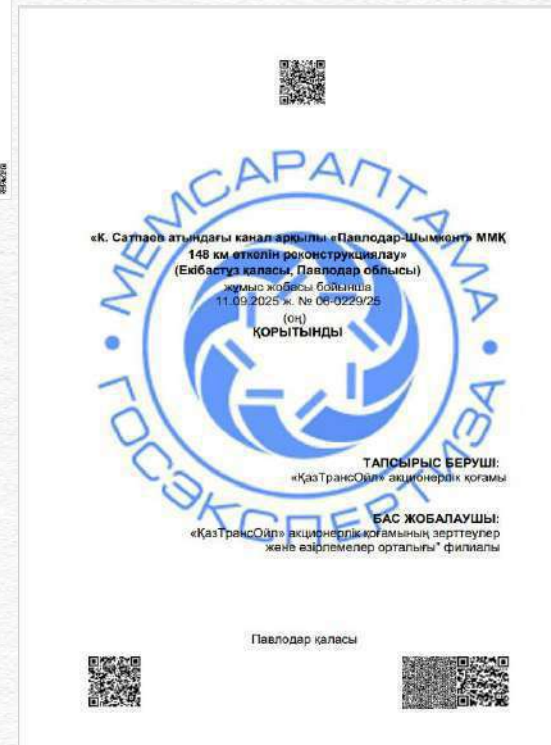 МЕМСАРАПТАМА
«К. Сатпаев атындағы канал арқылы «Павлодар-Шымкент» ММҚ
148 км өткелін реконструкциялау»
(Екібастұз қаласы, Павлодар облысы)
жұмыс жобасы бойынша
11.09.2025 ж. № 06-0229/25
(оң)
ҚОРЫТЫНДЫ
ТАПСЫРЫС БЕРУШІ:
«ҚазТрансОйл» акционерлік қоғамы
БАС ЖОБАЛАУШЫ:
«ҚазТрансОйл» акционерлік қоғамының зерттеулер
және әзірлемелер орталығы" филиалы
ГОСЭКСПЕРТИЗА
Павлодар қаласы